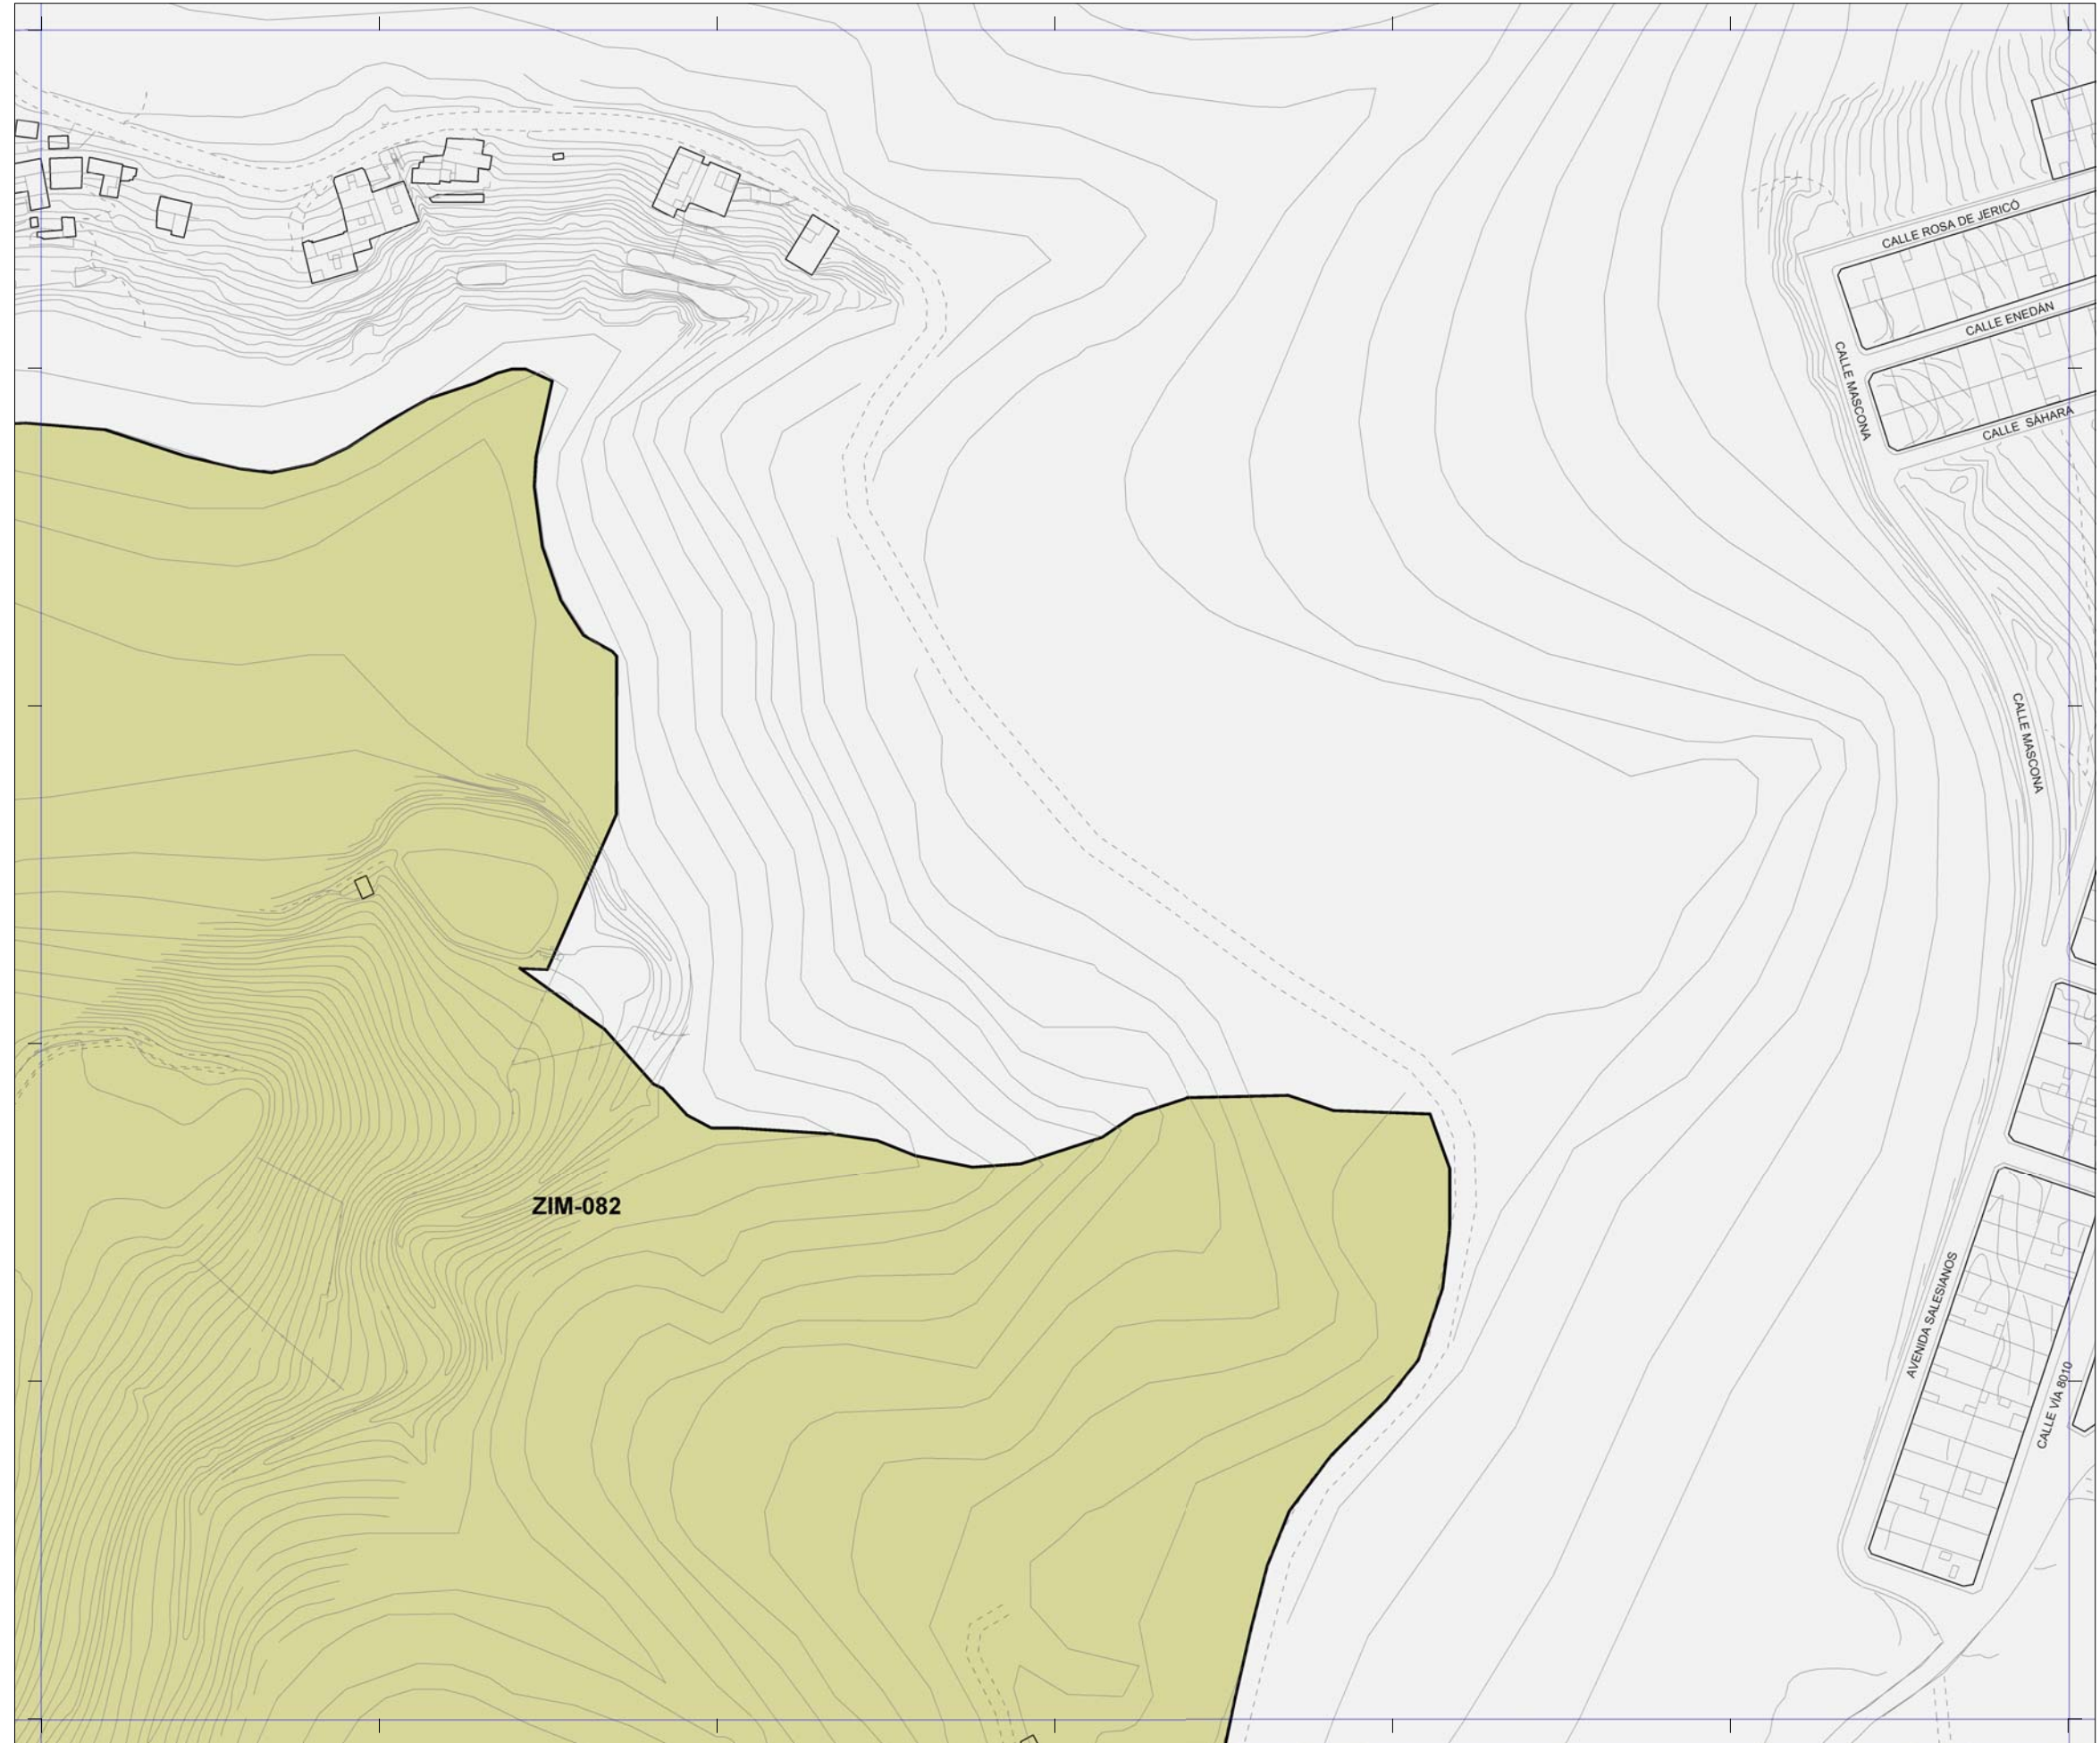 CALLE ROSA DE JERICÓ
CALLE ENEDÁN
CALLE MASCONA
CALLE SÁHARA
CALLE MASCONA
ZIM-082
AVENIDA SALESIANOS
CALLE VÍA 8010